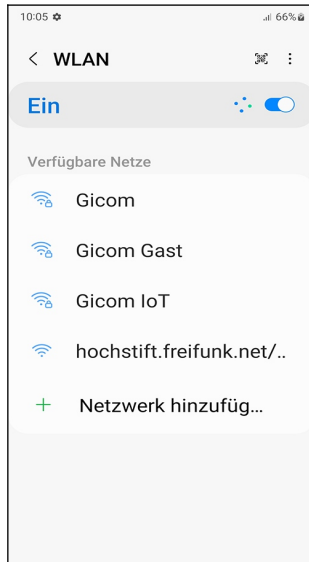 10:05
66%
WLAN
Ein
Verfügbare Netze
Gicom
Gicom Gast
Gicom IoT
hochstift.freifunk.net/..
Netzwerk hinzufüg...